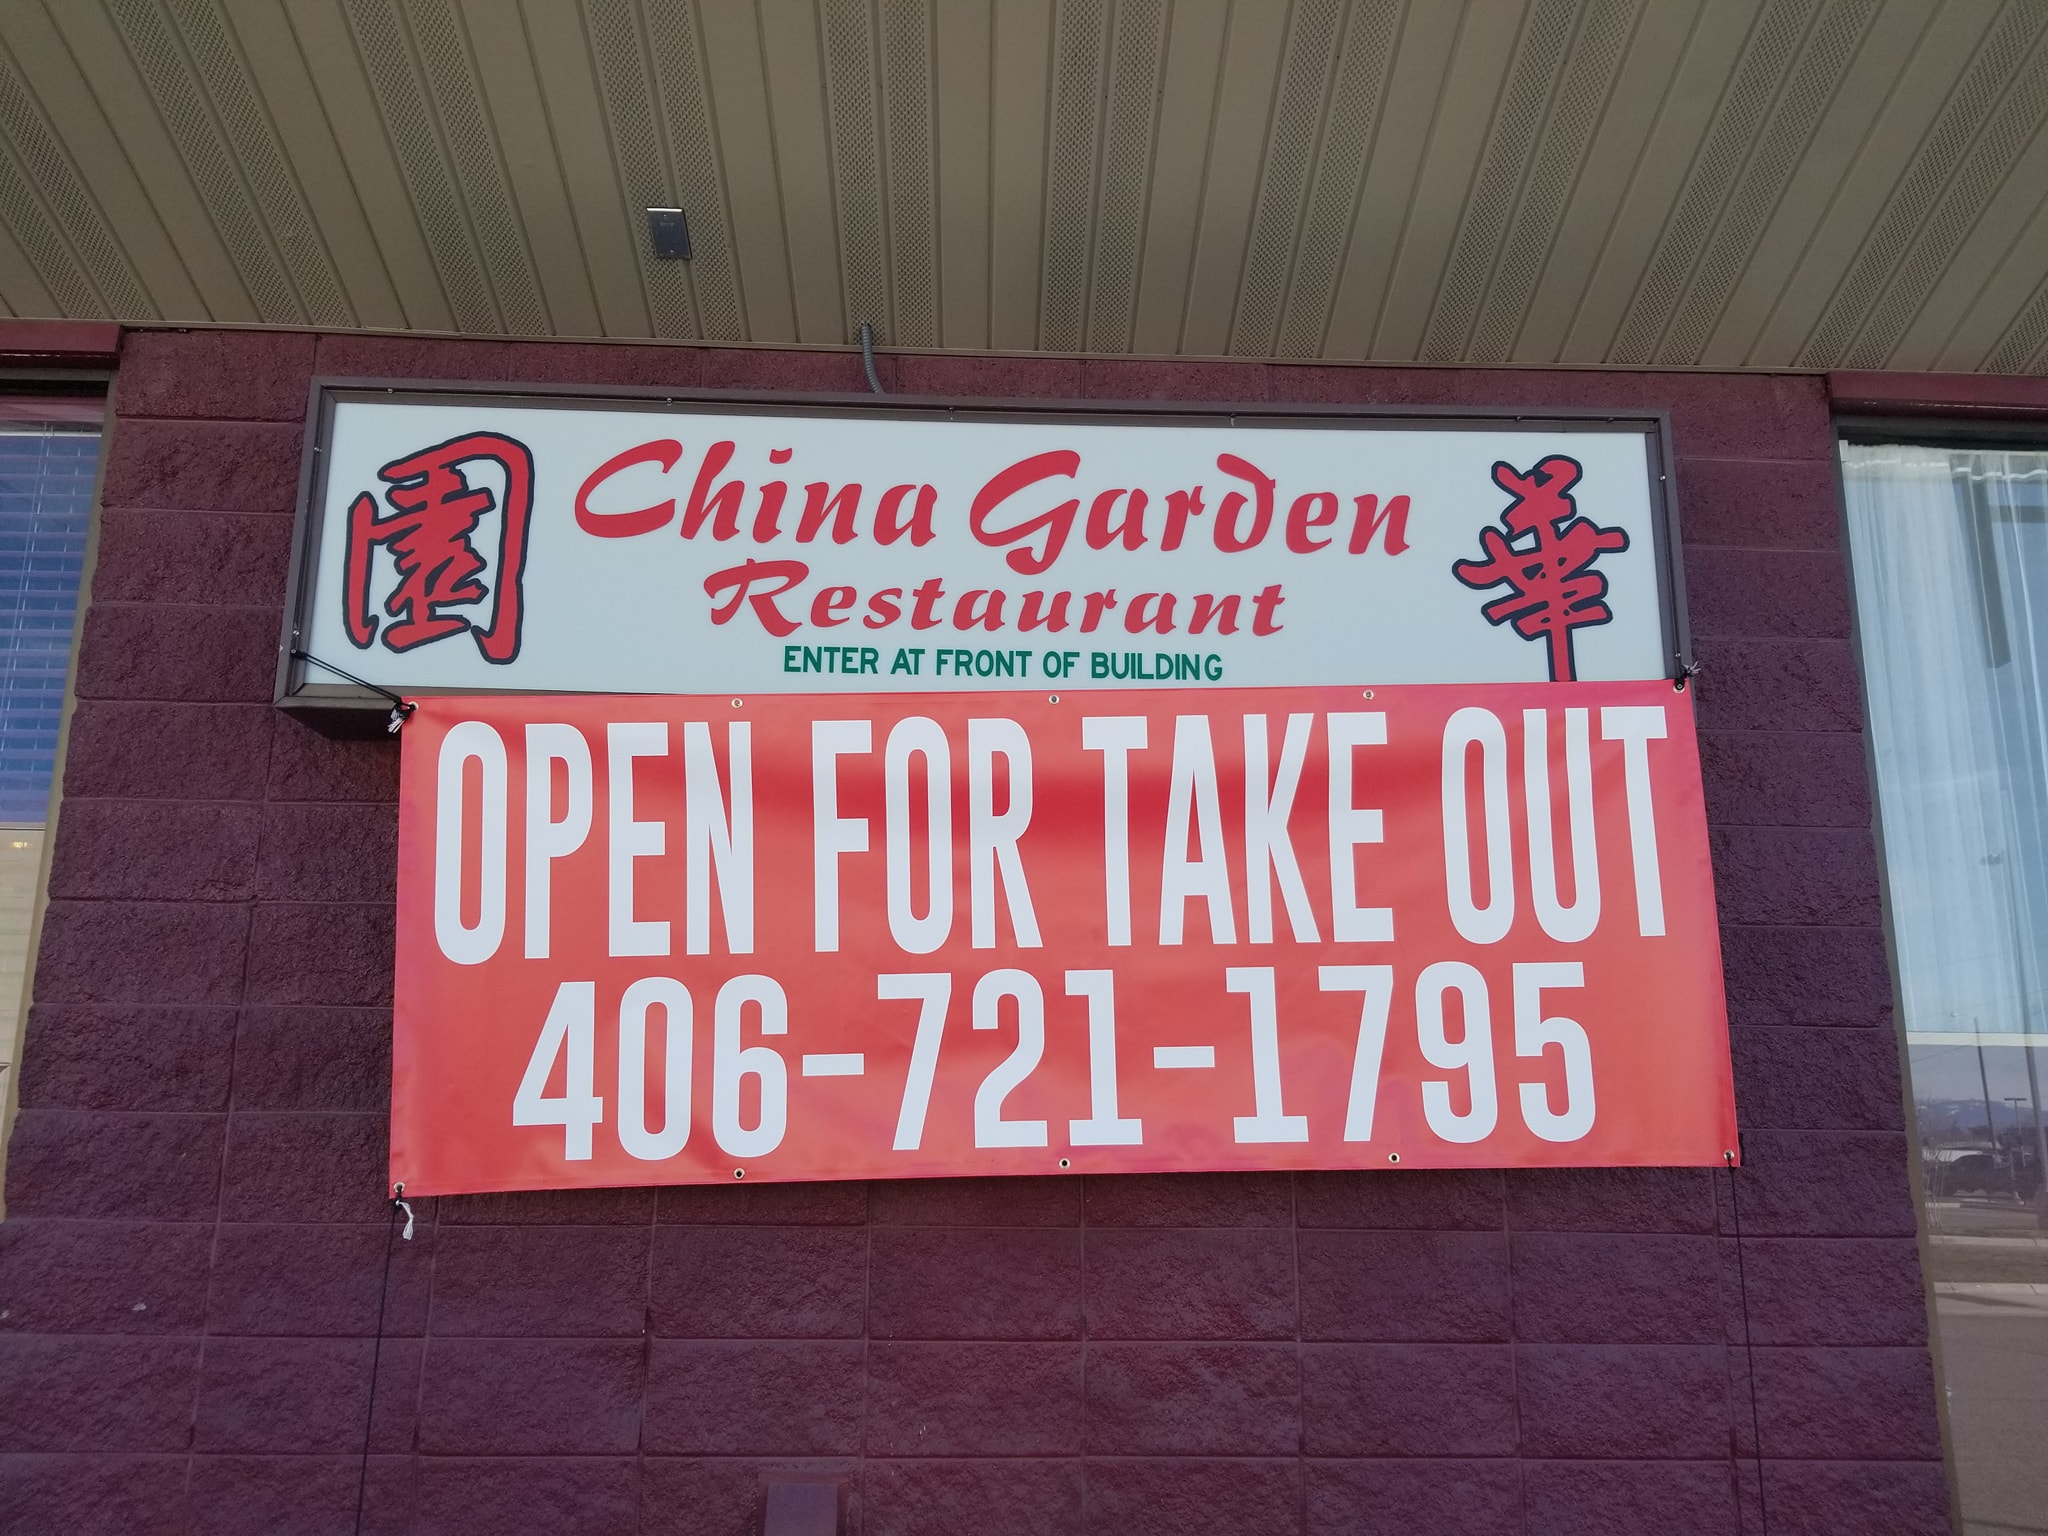 園 China Garden 華
Restaurant
ENTER AT FRONT OF BUILDING
OPEN FOR TAKE OUT
406-721-1795